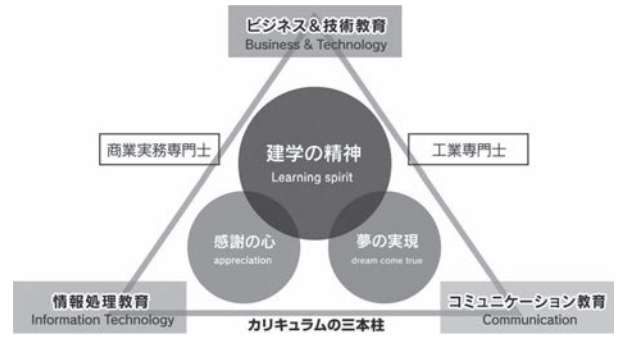 ビジネス&技術教育
Business & Technology
商業実務専門士
工業専門士
建学の精神
Learning spirit
感謝の心
appreciation
夢の実現
dream come true
情報処理教育
Information Technology
コミュニケーション教育
Communication
カリキュラムの三本柱